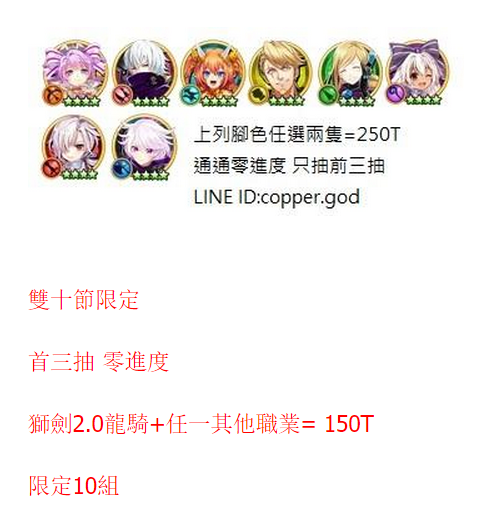 上列腳色任選兩隻=250T
通通零進度 只抽前三抽
LINE ID:copper.god
雙十節限定
首三抽 零進度
獅劍2.0龍騎+任一其他職業= 150T
限定10組